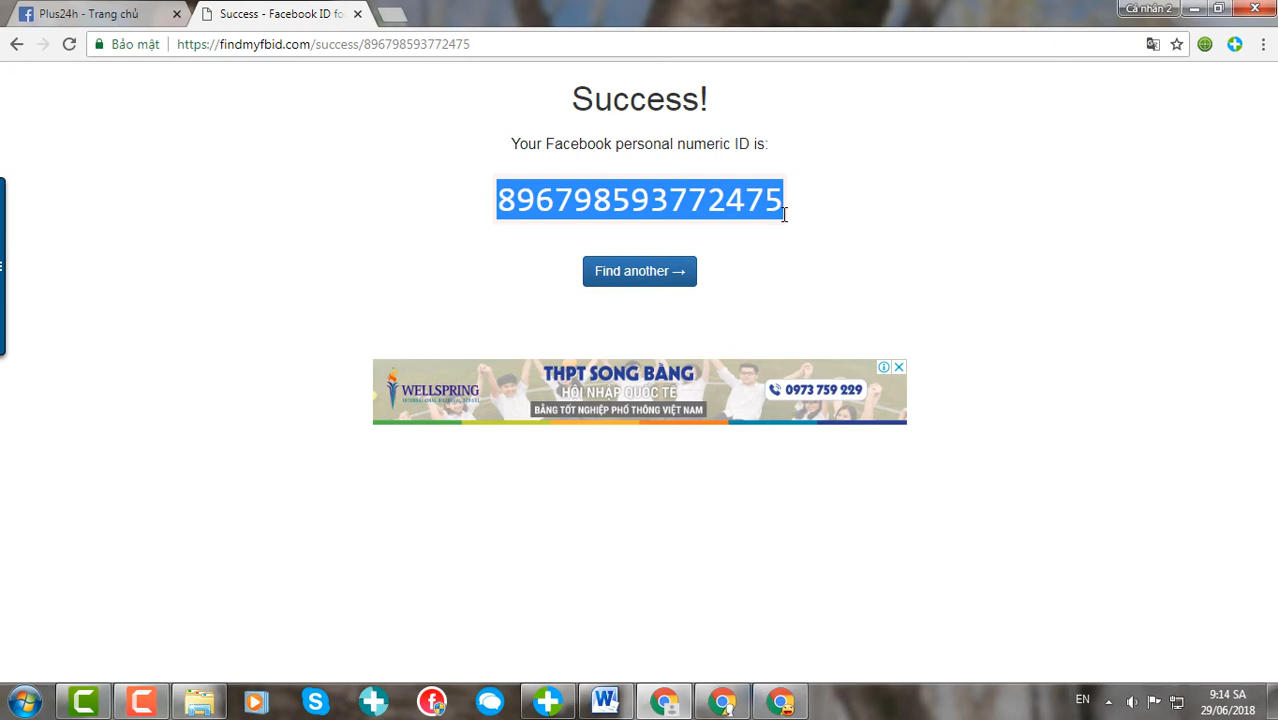 Plus24h - Trang chủ
Success - Facebook ID fo
Cá nhân 2
Bảo mật
https://findmyfbid.com/success/896798593772475
Success!
Your Facebook personal numeric ID is:
896798593772475
Find another →
WELLSPRING
THPT SONG BẰNG
HỘI NHẬP QUỐC TẾ
BẰNG TỐT NGHIỆP PHỔ THÔNG VIỆT NAM
0973 759 229
EN
9:14 SA
29/06/2018